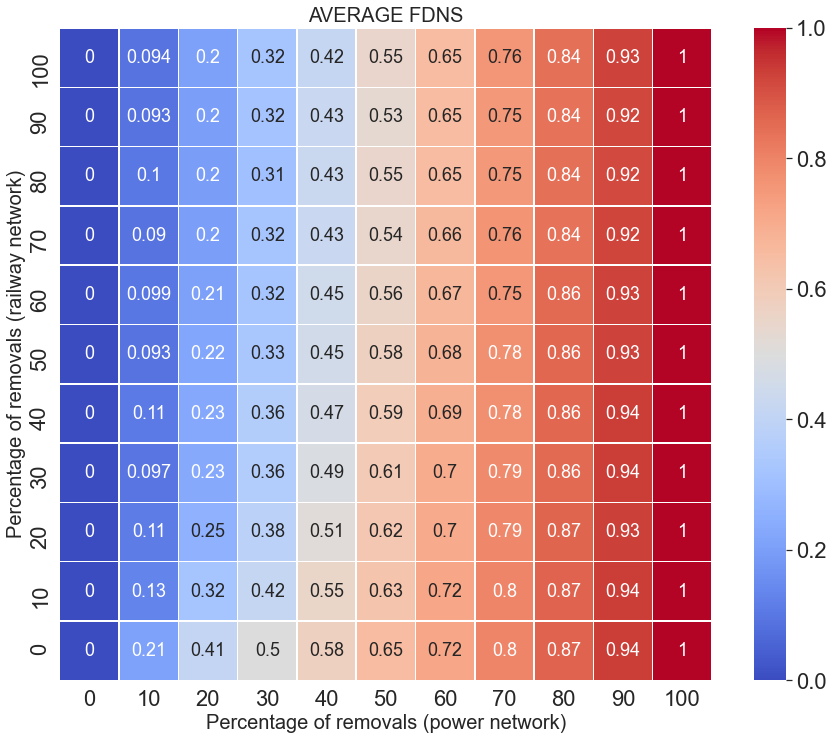 AVERAGE FDNS
Percentage of removals (railway network)
100 0 0.094 0.2 0.32 0.42 0.55 0.65 0.76 0.84 0.93 1
90 0 0.093 0.2 0.32 0.43 0.53 0.65 0.75 0.84 0.92 1
80 0 0.1 0.2 0.31 0.43 0.55 0.65 0.75 0.84 0.92 1
70 0 0.09 0.2 0.32 0.43 0.54 0.66 0.76 0.84 0.92 1
60 0 0.099 0.21 0.32 0.45 0.56 0.67 0.75 0.86 0.93 1
50 0 0.093 0.22 0.33 0.45 0.58 0.68 0.78 0.86 0.93 1
40 0 0.11 0.23 0.36 0.47 0.59 0.69 0.78 0.86 0.94 1
30 0 0.097 0.23 0.36 0.49 0.61 0.7 0.79 0.86 0.94 1
20 0 0.11 0.25 0.38 0.51 0.62 0.7 0.79 0.87 0.93 1
10 0 0.13 0.32 0.42 0.55 0.63 0.72 0.8 0.87 0.94 1
0 0 0.21 0.41 0.5 0.58 0.65 0.72 0.8 0.87 0.94 1
0 10 20 30 40 50 60 70 80 90 100
Percentage of removals (power network)
1.0
0.8
0.6
0.4
0.2
0.0